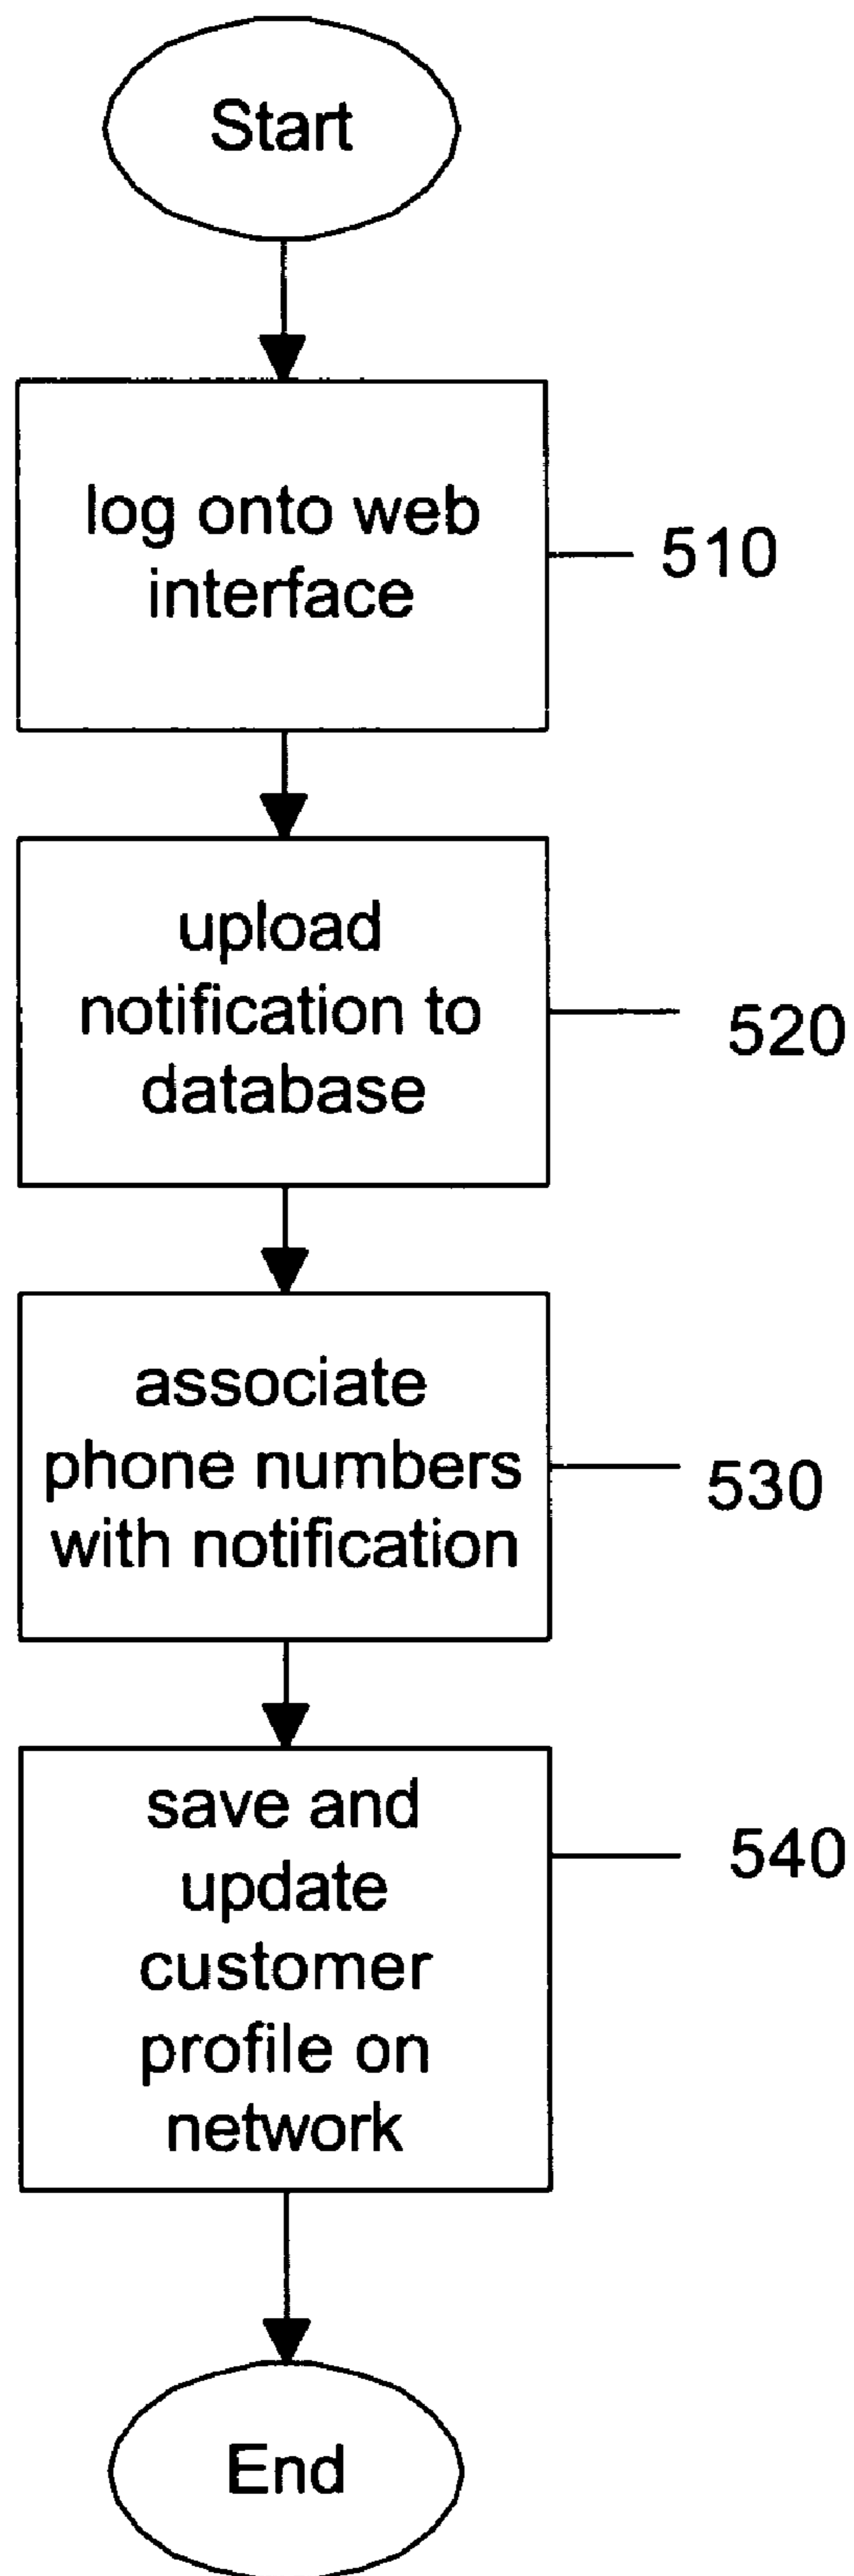 Start
log onto web
interface
510
upload
notification to
database
520
associate
phone numbers
with notification
530
save and
update
customer
profile on
network
540
End